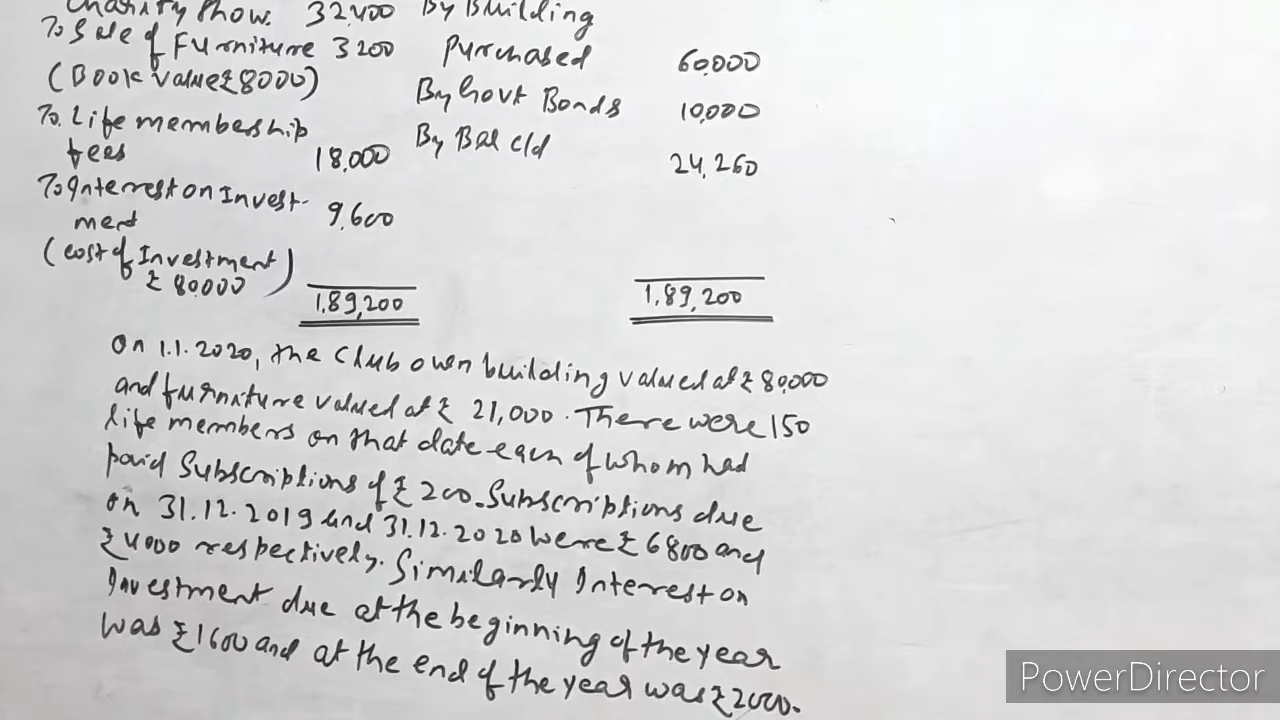 Charity show. 32,400 By Building
To Sale of Furniture 3200 Purchased 60,000
(Book Value ₹8000) By Govt Bonds 10,000
To Life membership By Bal c/d
fees 18,000 24,260
To Interest on Invest-
ment 9,600
(cost of Investment)
₹ 80,000
1,89,200 1,89,200
On 1.1.2020, the Club own building valued at ₹ 80,000
and furniture valued at ₹ 21,000. There were 150
life members on that date each of whom had
paid Subscriptions of ₹ 200. Subscriptions due
on 31.12.2019 and 31.12.2020 were ₹ 6800 and
₹4000 respectively. Similarly Interest on
Investment due at the beginning of the year
was ₹1600 and at the end of the year was ₹2000.
PowerDirector